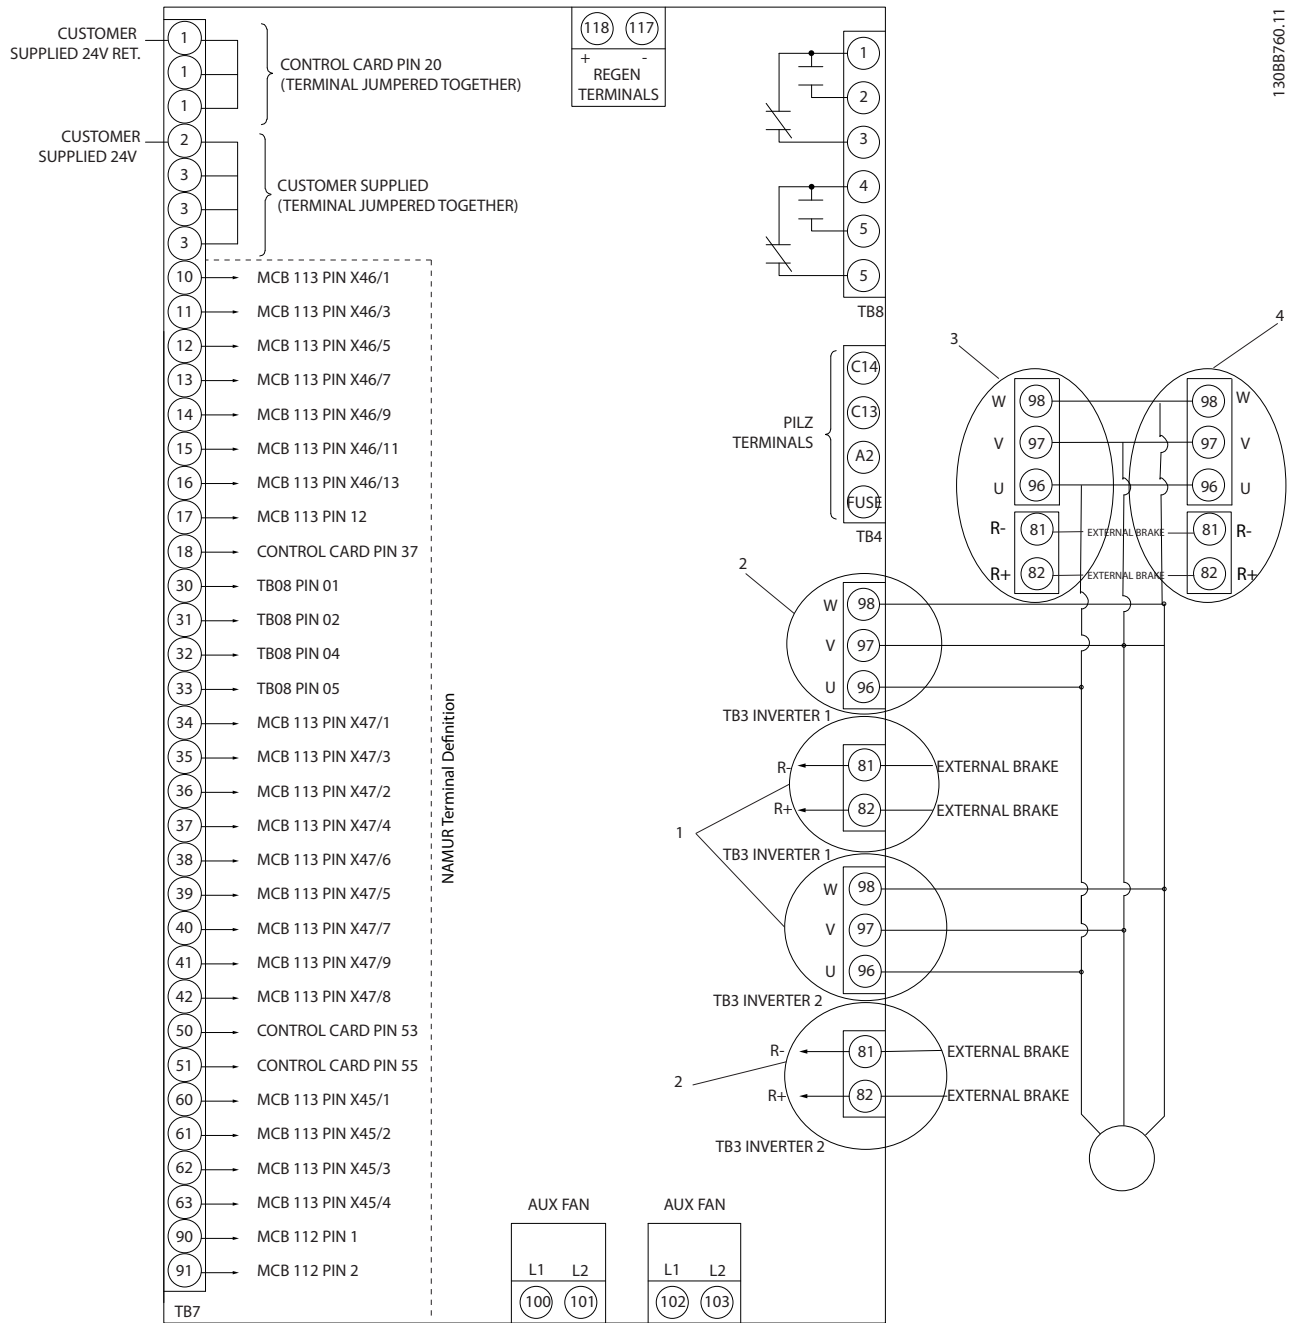 130BB760.11
CUSTOMER
SUPPLIED 24V RET.
1
1
1
CONTROL CARD PIN 20
(TERMINAL JUMPERED TOGETHER)
CUSTOMER
SUPPLIED 24V
2
3
3
3
CUSTOMER SUPPLIED
(TERMINAL JUMPERED TOGETHER)
10 MCB 113 PIN X46/1
11 MCB 113 PIN X46/3
12 MCB 113 PIN X46/5
13 MCB 113 PIN X46/7
14 MCB 113 PIN X46/9
15 MCB 113 PIN X46/11
16 MCB 113 PIN X46/13
17 MCB 113 PIN 12
18 CONTROL CARD PIN 37
30 TB08 PIN 01
31 TB08 PIN 02
32 TB08 PIN 04
33 TB08 PIN 05
34 MCB 113 PIN X47/1
35 MCB 113 PIN X47/3
36 MCB 113 PIN X47/2
37 MCB 113 PIN X47/4
38 MCB 113 PIN X47/6
39 MCB 113 PIN X47/5
40 MCB 113 PIN X47/7
41 MCB 113 PIN X47/9
42 MCB 113 PIN X47/8
50 CONTROL CARD PIN 53
51 CONTROL CARD PIN 55
60 MCB 113 PIN X45/1
61 MCB 113 PIN X45/2
62 MCB 113 PIN X45/3
63 MCB 113 PIN X45/4
90 MCB 112 PIN 1
91 MCB 112 PIN 2
TB7
NAMUR Terminal Definition
118 117
+ -
REGEN
TERMINALS
1
2
3
4
5
5
TB8
PILZ
TERMINALS
C14
C13
A2
FUSE
TB4
2
W 98
V 97
U 96
TB3 INVERTER 1
R- 81 EXTERNAL BRAKE
R+ 82 EXTERNAL BRAKE
1
TB3 INVERTER 1
W 98
V 97
U 96
TB3 INVERTER 2
R- 81 EXTERNAL BRAKE
2
R+ 82 EXTERNAL BRAKE
TB3 INVERTER 2
3
4
W 98 98 W
V 97 97 V
U 96 96 U
R- 81 EXTERNAL BRAKE 81 R-
R+ 82 EXTERNAL BRAKE 82 R+
AUX FAN
L1 L2
100 101
AUX FAN
L1 L2
102 103